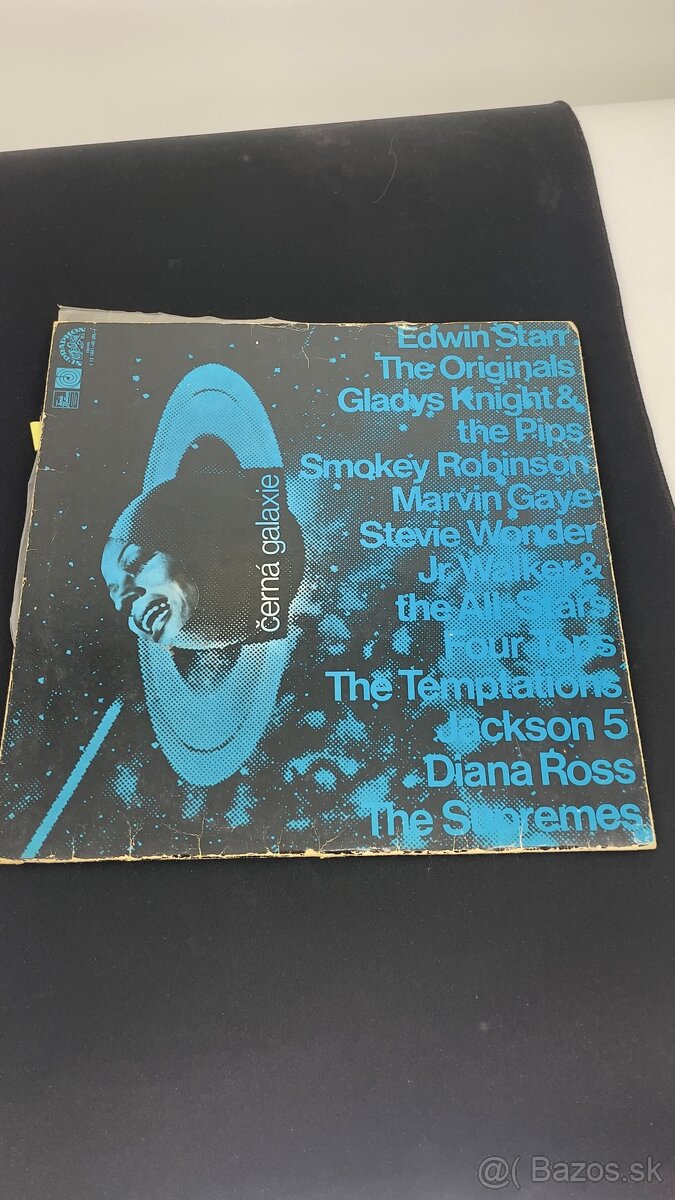 Edwin Starr
The Originals
Gladys Knight &
the Pips
Smokey Robinson
Marvin Gaye
Stevie Wonder
Jr. Walker &
the All-Stars
Four Tops
The Temptations
Jackson 5
Diana Ross
The Supremes
černá galaxie
@( Bazos.sk